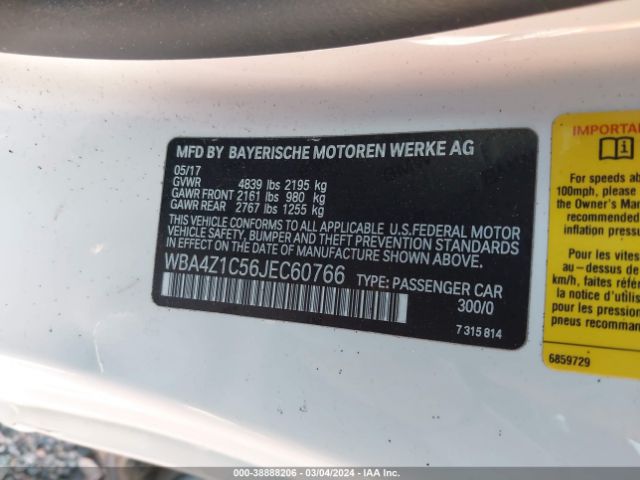 MFD BY BAYERISCHE MOTOREN WERKE AG
05/17
GVWR 4839 lbs 2195 kg
GAWR FRONT 2161 lbs 980 kg
GAWR REAR 2767 lbs 1255 kg
THIS VEHICLE CONFORMS TO ALL APPLICABLE U.S.FEDERAL MOTOR
VEHICLE SAFETY, BUMPER AND THEFT PREVENTION STANDARDS
IN EFFECT ON THE DATE OF MANUFACTURE SHOWN ABOVE.
WBA4Z1C56JEC60766 TYPE: PASSENGER CAR
300/0
7 315 814
IMPORTA
For speeds
100mph, please
the Owner's
recommended
inflation pressu
Pour les vites
au-dessus de
km/h, faites
la notice d'utilis
pour les pression
pneus recomman
6859729
000-38888206 - 03/04/2024 - IAA, Inc.